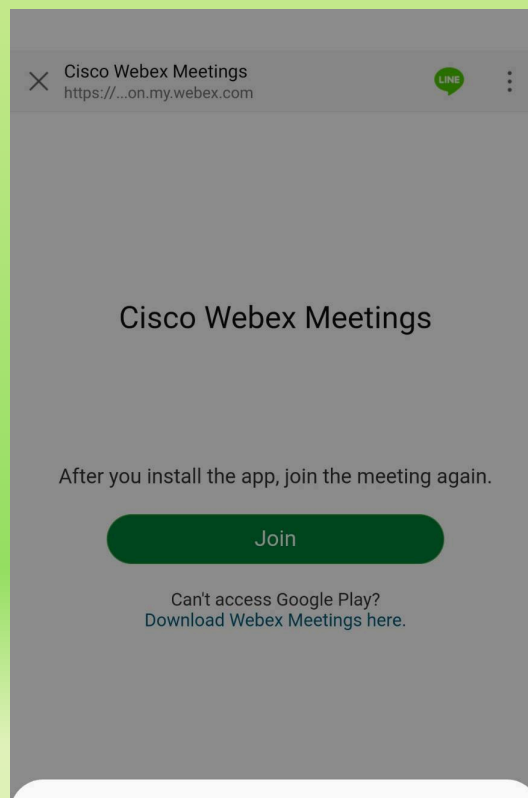 Cisco Webex Meetings
https://...on.my.webex.com
LINE
Cisco Webex Meetings
After you install the app, join the meeting again.
Join
Can't access Google Play?
Download Webex Meetings here.